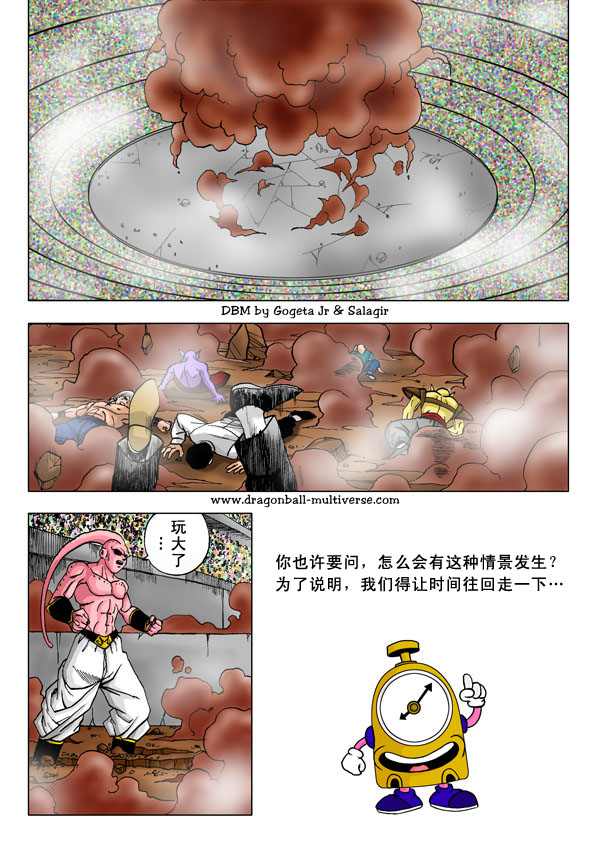 DBM by Gogeta Jr & Salagir
www.dragonball-multiverse.com
玩大了
…
你也许要问，怎么会有这种情景发生？
为了说明，我们得让时间往回走一下…